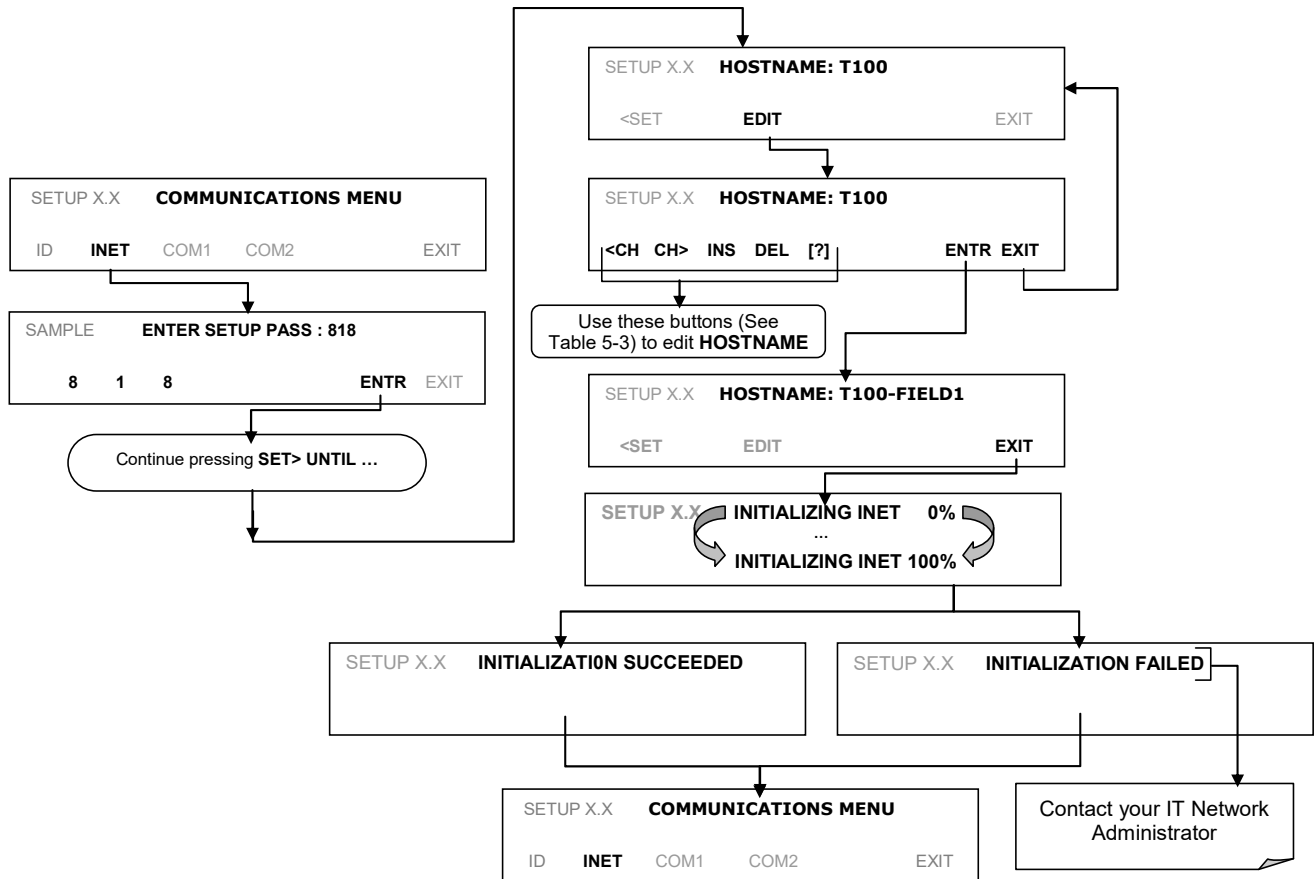 SETUP X.X COMMUNICATIONS MENU
ID INET COM1 COM2 EXIT
SAMPLE ENTER SETUP PASS : 818
8 1 8 ENTR EXIT
Continue pressing SET> UNTIL ...
SETUP X.X HOSTNAME: T100
<SET EDIT EXIT
SETUP X.X HOSTNAME: T100
<CH CH> INS DEL [?] ENTR EXIT
Use these buttons (See
Table 5-3) to edit HOSTNAME
SETUP X.X HOSTNAME: T100-FIELD1
<SET EDIT EXIT
SETUP X.X INITIALIZING INET 0%
...
INITIALIZING INET 100%
SETUP X.X INITIALIZATI0N SUCCEEDED
SETUP X.X INITIALIZATION FAILED
SETUP X.X COMMUNICATIONS MENU
ID INET COM1 COM2 EXIT
Contact your IT Network
Administrator